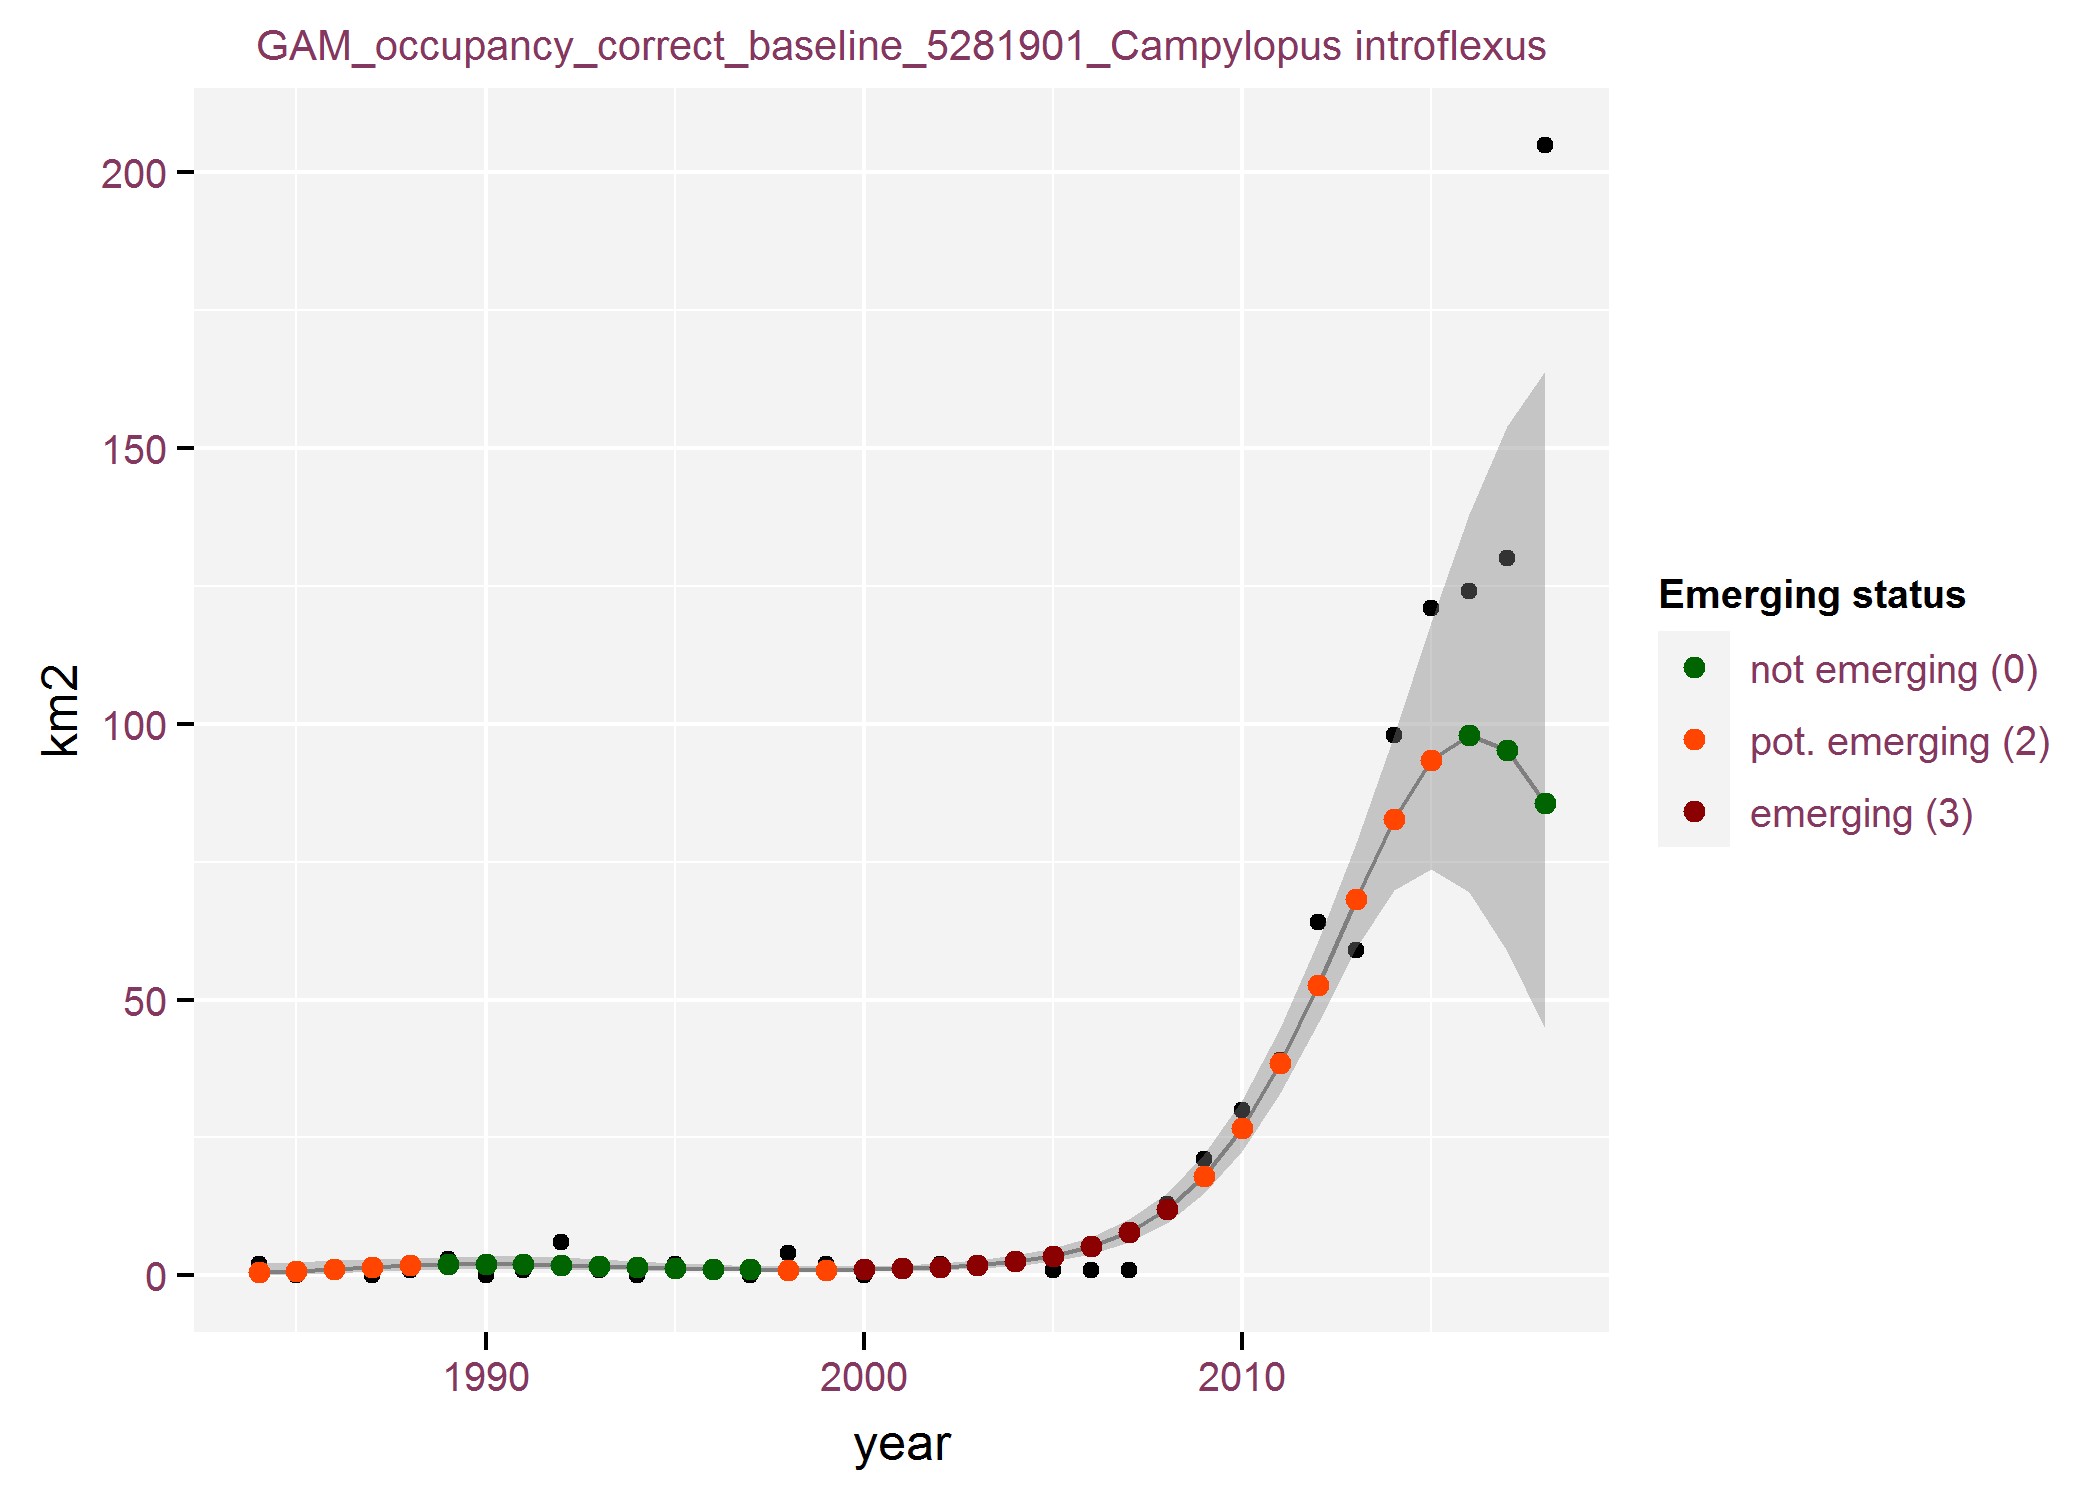 GAM_occupancy_correct_baseline_5281901_Campylopus introflexus
200
150
100
50
0
km2
1990
2000
2010
year
Emerging status
not emerging (0)
pot. emerging (2)
emerging (3)